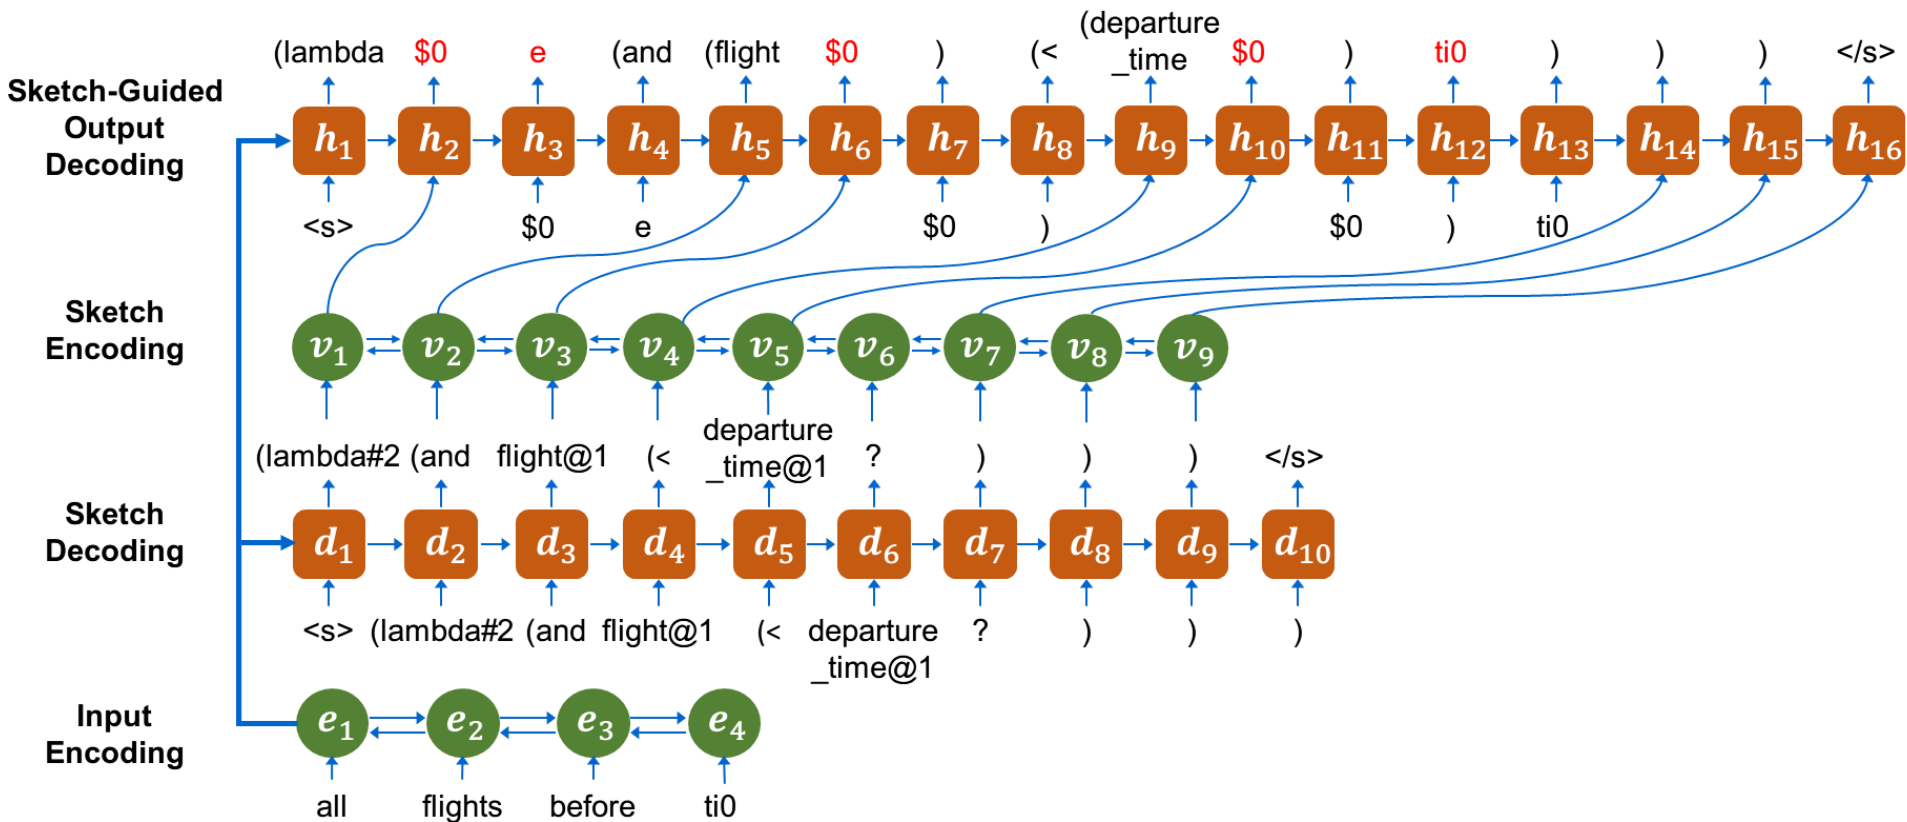 (lambda $0 e (and (flight $0 ) (< (departure _time $0 ) ti0 ) ) ) </s>
Sketch-Guided
Output
Decoding
h1 h2 h3 h4 h5 h6 h7 h8 h9 h10 h11 h12 h13 h14 h15 h16
<s> $0 e $0 ) $0 ) ti0
Sketch
Encoding
v1 v2 v3 v4 v5 v6 v7 v8 v9
(lambda#2 (and flight@1 (< departure _time@1 ? ) ) ) </s>
Sketch
Decoding
d1 d2 d3 d4 d5 d6 d7 d8 d9 d10
<s> (lambda#2 (and flight@1 (< departure _time@1 ? ) ) )
Input
Encoding
e1 e2 e3 e4
all flights before ti0